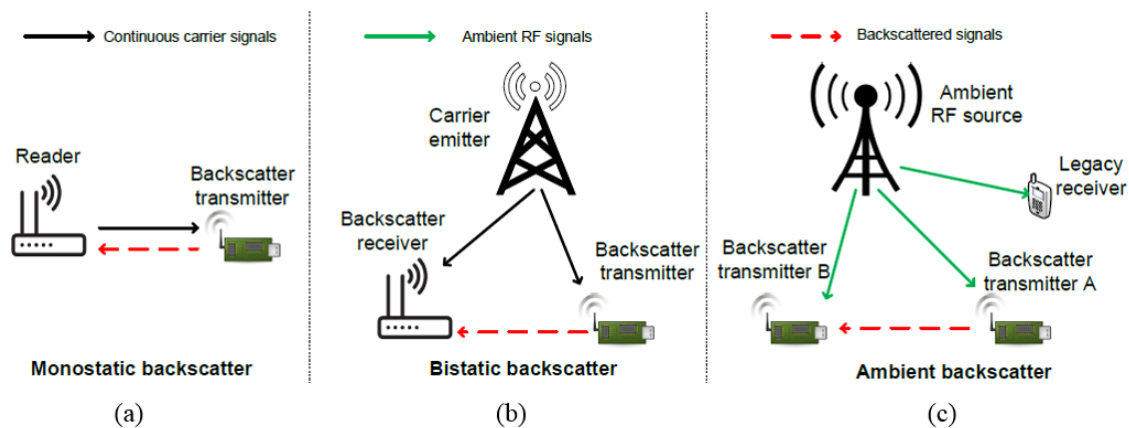 Continuous carrier signals
Ambient RF signals
Backscattered signals
Reader
Backscatter
transmitter
Monostatic backscatter
(a)
Carrier
emitter
Backscatter
receiver
Backscatter
transmitter
Bistatic backscatter
(b)
Ambient
RF source
Legacy
receiver
Backscatter
transmitter B
Backscatter
transmitter A
Ambient backscatter
(c)